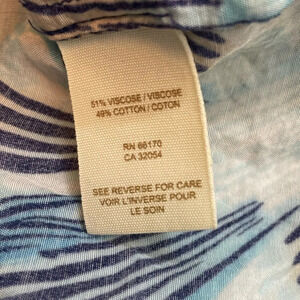 51% VISCOSE / VISCOSE
49% COTTON / COTON
RN 66170
CA 32054
SEE REVERSE FOR CARE
VOIR L'INVERSE POUR
LE SOIN